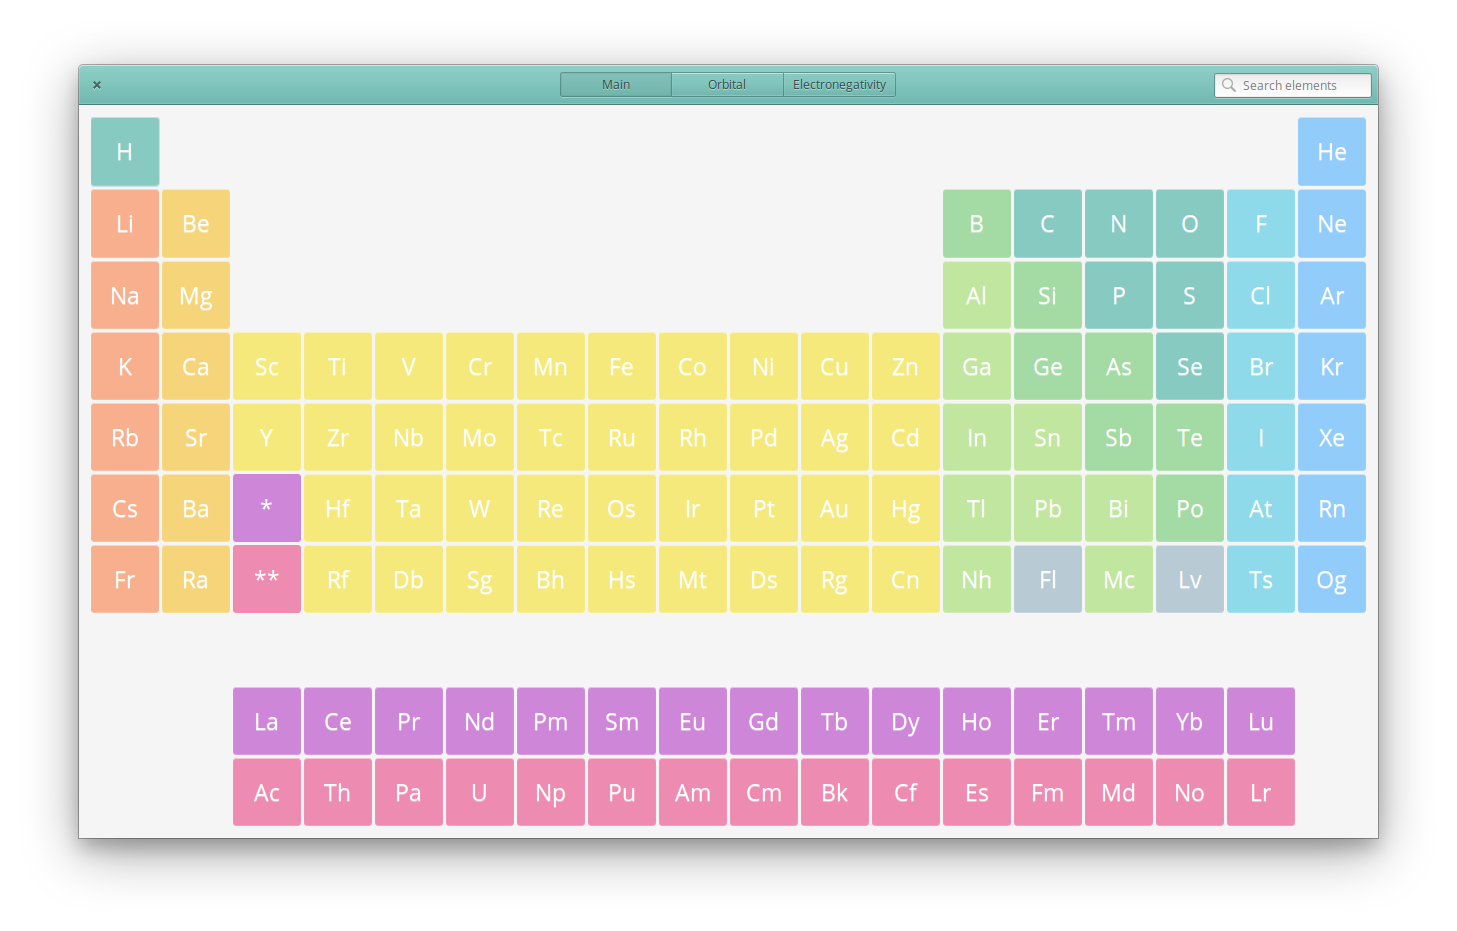 × Main Orbital Electronegativity Search elements
H He
Li Be B C N O F Ne
Na Mg Al Si P S Cl Ar
K Ca Sc Ti V Cr Mn Fe Co Ni Cu Zn Ga Ge As Se Br Kr
Rb Sr Y Zr Nb Mo Tc Ru Rh Pd Ag Cd In Sn Sb Te I Xe
Cs Ba * Hf Ta W Re Os Ir Pt Au Hg Tl Pb Bi Po At Rn
Fr Ra ** Rf Db Sg Bh Hs Mt Ds Rg Cn Nh Fl Mc Lv Ts Og
La Ce Pr Nd Pm Sm Eu Gd Tb Dy Ho Er Tm Yb Lu
Ac Th Pa U Np Pu Am Cm Bk Cf Es Fm Md No Lr